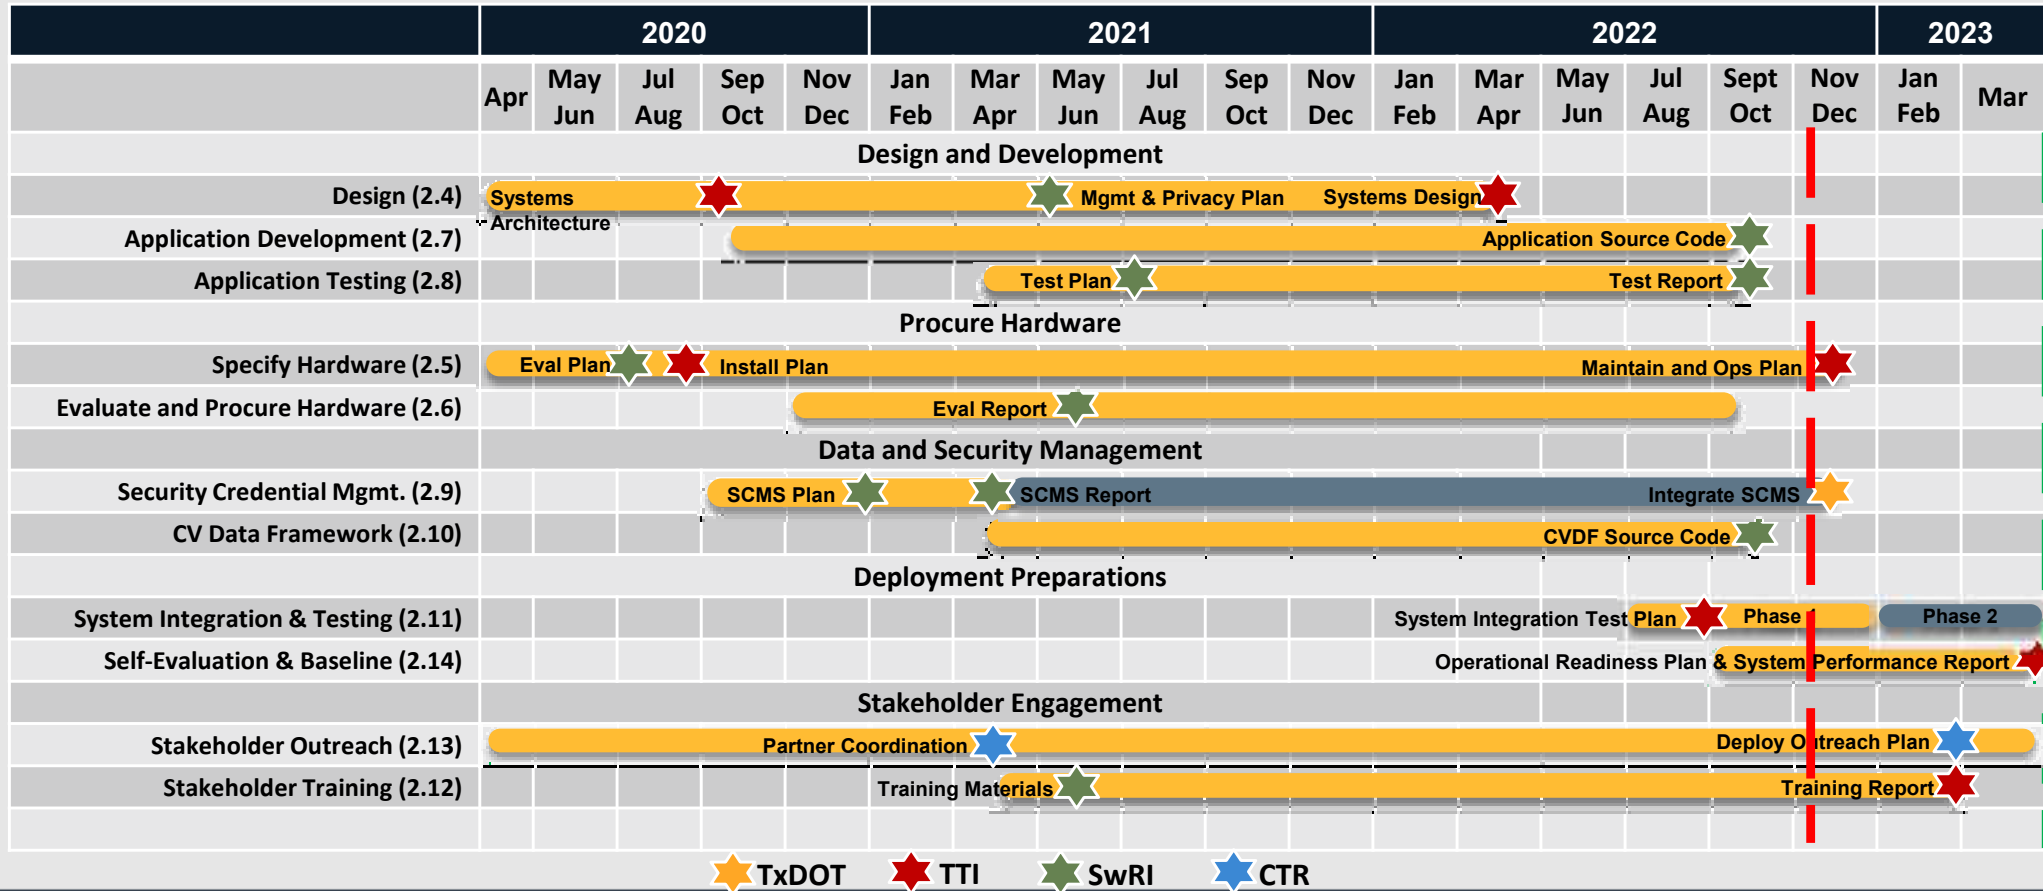 2020 2021 2022 2023
Apr May Jul Sep Nov Jan Mar May Jul Sep Nov Jan Mar May Jul Sept Nov Jan Mar
Jun Aug Oct Dec Feb Apr Jun Aug Oct Dec Feb Apr Jun Aug Oct Dec Feb
Design and Development
Design (2.4) Systems Mgmt & Privacy Plan Systems Design
Architecture
Application Development (2.7) Application Source Code
Application Testing (2.8) Test Plan Test Report
Procure Hardware
Specify Hardware (2.5) Eval Plan Install Plan Maintain and Ops Plan
Evaluate and Procure Hardware (2.6) Eval Report
Data and Security Management
Security Credential Mgmt. (2.9) SCMS Plan SCMS Report Integrate SCMS
CV Data Framework (2.10) CVDF Source Code
Deployment Preparations
System Integration & Testing (2.11) System Integration Test Plan Phase 1 Phase 2
Self-Evaluation & Baseline (2.14) Operational Readiness Plan & System Performance Report
Stakeholder Engagement
Stakeholder Outreach (2.13) Partner Coordination Deploy Outreach Plan
Stakeholder Training (2.12) Training Materials Training Report
TxDOT TTI SwRI CTR